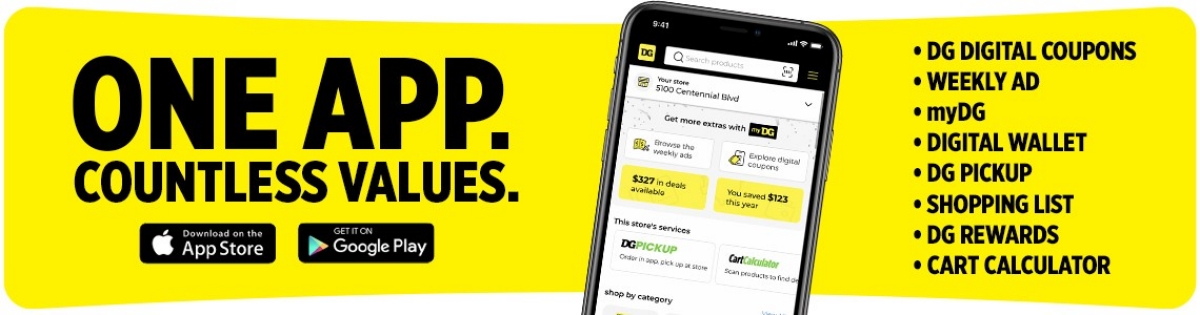 ONE APP.
COUNTLESS VALUES.
Download on the
App Store
GET IT ON
Google Play
9:41
DG
Search products
Your store
5100 Centennial Blvd
Get more extras with my DG
Browse the
weekly ads
Explore digital
coupons
$327 in deals
available
You saved $123
this year
This store's services
DGPICKUP
Order in app, pick up at store
CartCalculator
Scan products to find de
shop by category
• DG DIGITAL COUPONS
• WEEKLY AD
• myDG
• DIGITAL WALLET
• DG PICKUP
• SHOPPING LIST
• DG REWARDS
• CART CALCULATOR